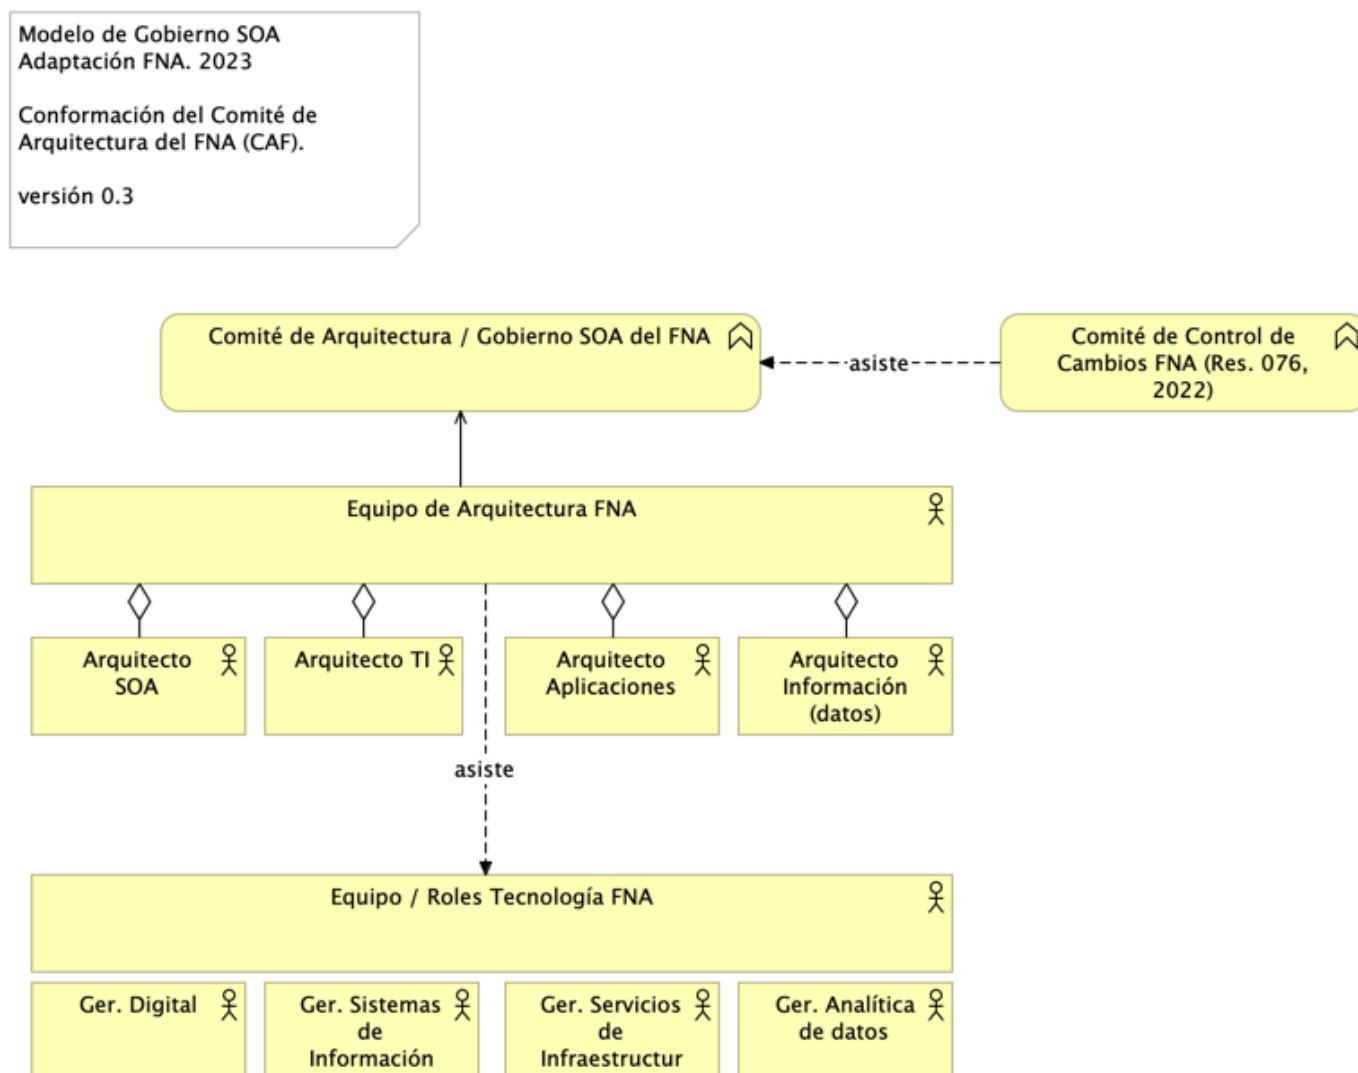 Modelo de Gobierno SOA
Adaptación FNA. 2023
Conformación del Comité de
Arquitectura del FNA (CAF).
versión 0.3
Comité de Arquitectura / Gobierno SOA del FNA
asiste
Comité de Control de
Cambios FNA (Res. 076,
2022)
Equipo de Arquitectura FNA
Arquitecto
SOA
Arquitecto TI
Arquitecto
Aplicaciones
Arquitecto
Información
(datos)
asiste
Equipo / Roles Tecnología FNA
Ger. Digital
Ger. Sistemas
de
Información
Ger. Servicios
de
Infraestructur
Ger. Analítica
de datos